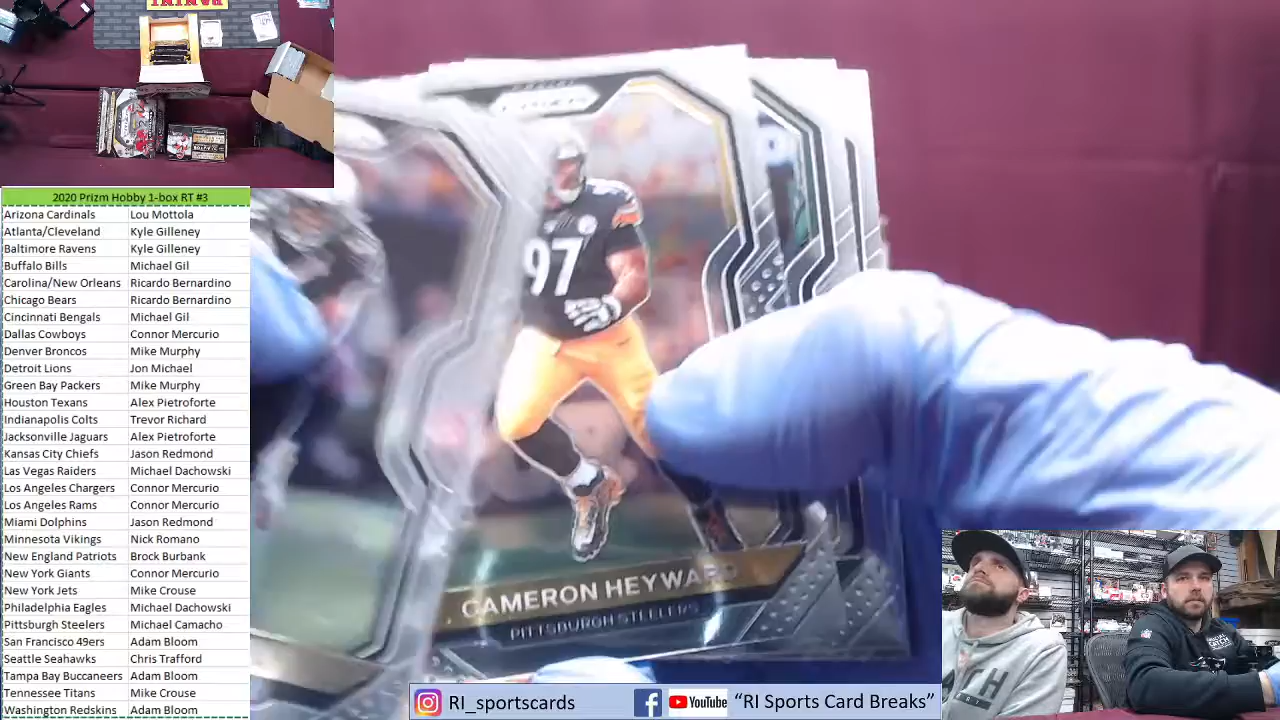 PANINI
2020 Prizm Hobby 1-box RT #3
Arizona Cardinals Lou Mottola
Atlanta/Cleveland Kyle Gilleney
Baltimore Ravens Kyle Gilleney
Buffalo Bills Michael Gil
Carolina/New Orleans Ricardo Bernardino
Chicago Bears Ricardo Bernardino
Cincinnati Bengals Michael Gil
Dallas Cowboys Connor Mercurio
Denver Broncos Mike Murphy
Detroit Lions Jon Michael
Green Bay Packers Mike Murphy
Houston Texans Alex Pietroforte
Indianapolis Colts Trevor Richard
Jacksonville Jaguars Alex Pietroforte
Kansas City Chiefs Jason Redmond
Las Vegas Raiders Michael Dachowski
Los Angeles Chargers Connor Mercurio
Los Angeles Rams Connor Mercurio
Miami Dolphins Jason Redmond
Minnesota Vikings Nick Romano
New England Patriots Brock Burbank
New York Giants Connor Mercurio
New York Jets Mike Crouse
Philadelphia Eagles Michael Dachowski
Pittsburgh Steelers Michael Camacho
San Francisco 49ers Adam Bloom
Seattle Seahawks Chris Trafford
Tampa Bay Buccaneers Adam Bloom
Tennessee Titans Mike Crouse
Washington Redskins Adam Bloom
97
CAMERON HEYWARD
PITTSBURGH STEELERS
RI_sportscards
YouTube
"RI Sports Card Breaks"